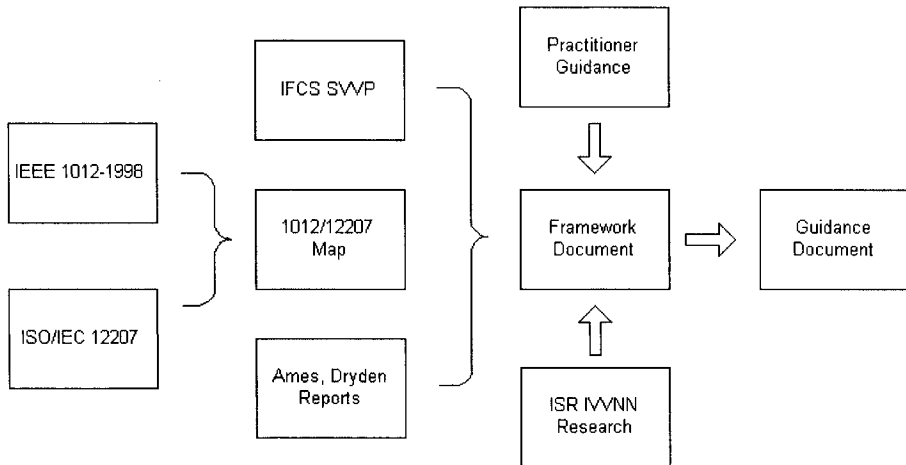 IEEE 1012-1998
ISO/IEC 12207
IFCS SVVP
1012/12207
Map
Ames, Dryden
Reports
Practitioner
Guidance
Framework
Document
ISR IVVNN
Research
Guidance
Document